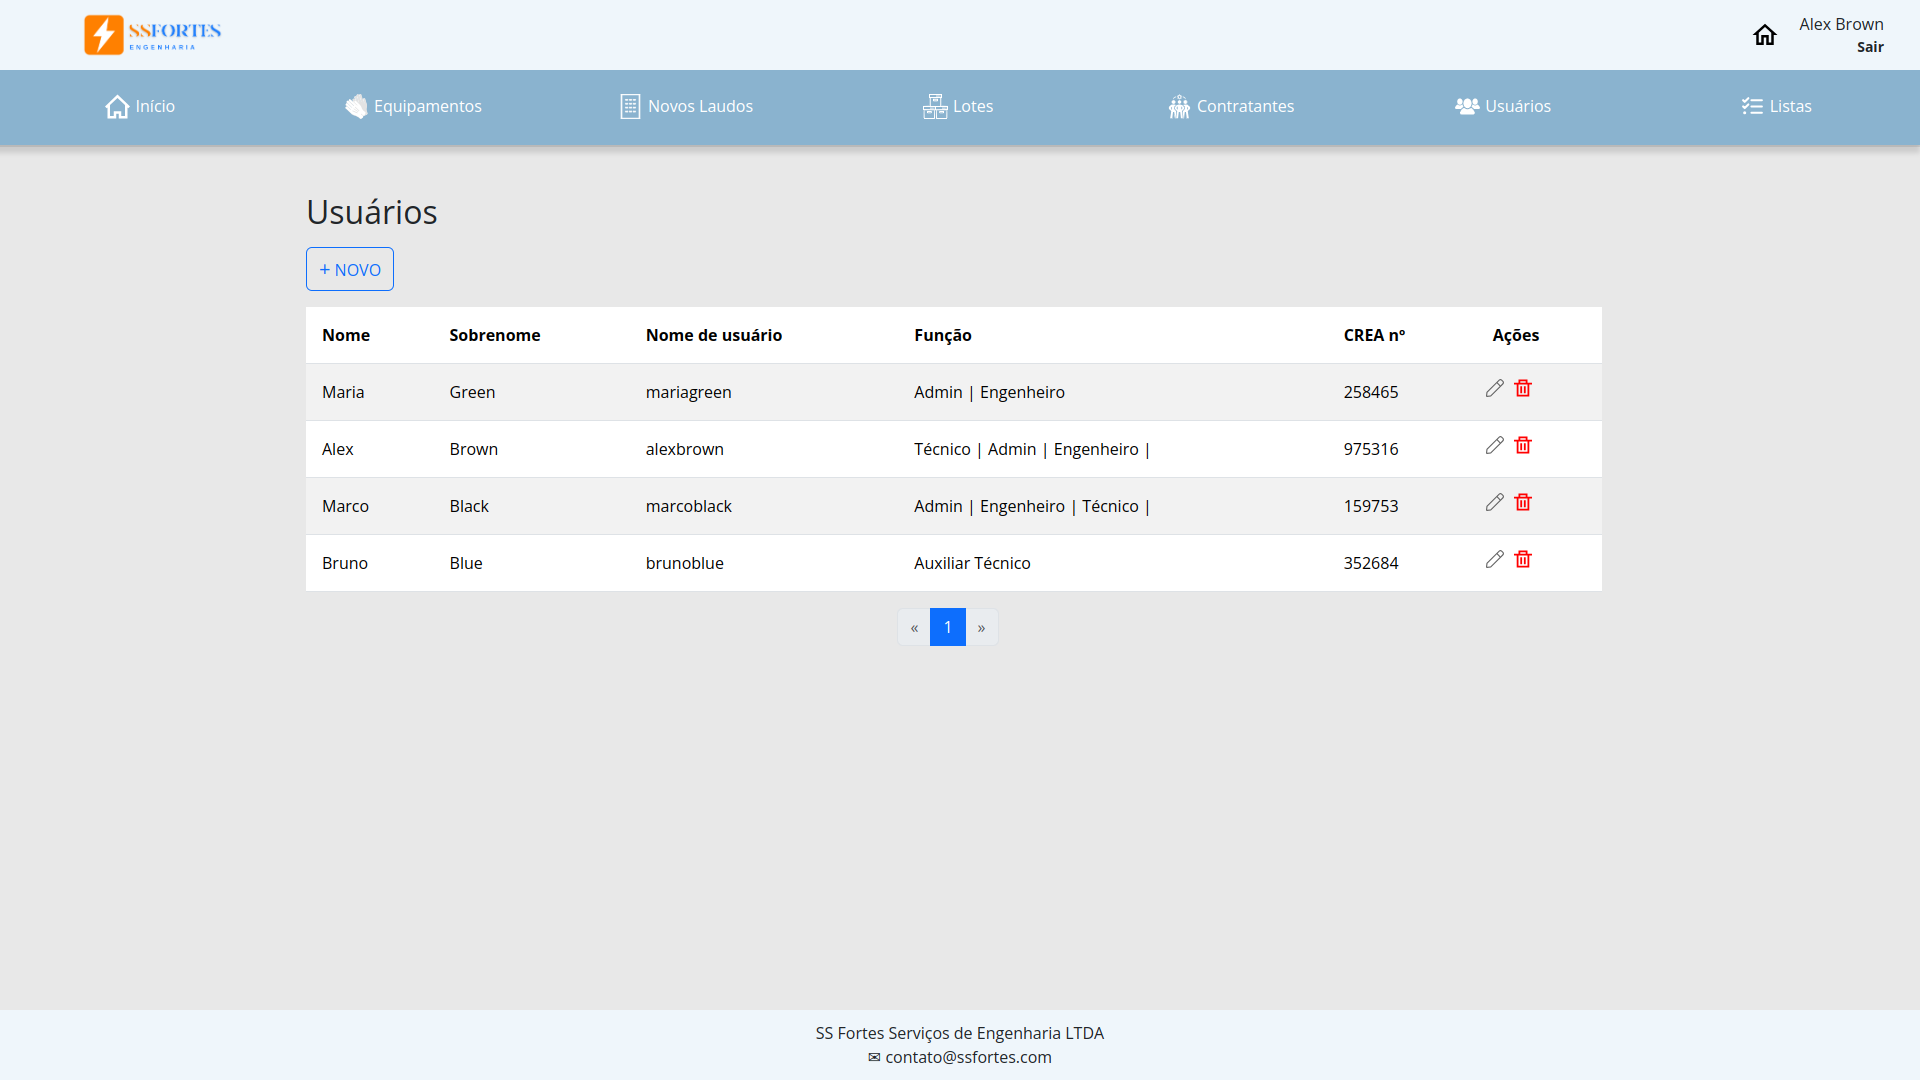 SSFORTES
ENGENHARIA
Alex Brown
Sair
Início
Equipamentos
Novos Laudos
Lotes
Contratantes
Usuários
Listas
Usuários
+ NOVO
Nome Sobrenome Nome de usuário Função CREA nº Ações
Maria Green mariagreen Admin | Engenheiro 258465
Alex Brown alexbrown Técnico | Admin | Engenheiro | 975316
Marco Black marcoblack Admin | Engenheiro | Técnico | 159753
Bruno Blue brunoblue Auxiliar Técnico 352684
« 1 »
SS Fortes Serviços de Engenharia LTDA
✉ contato@ssfortes.com